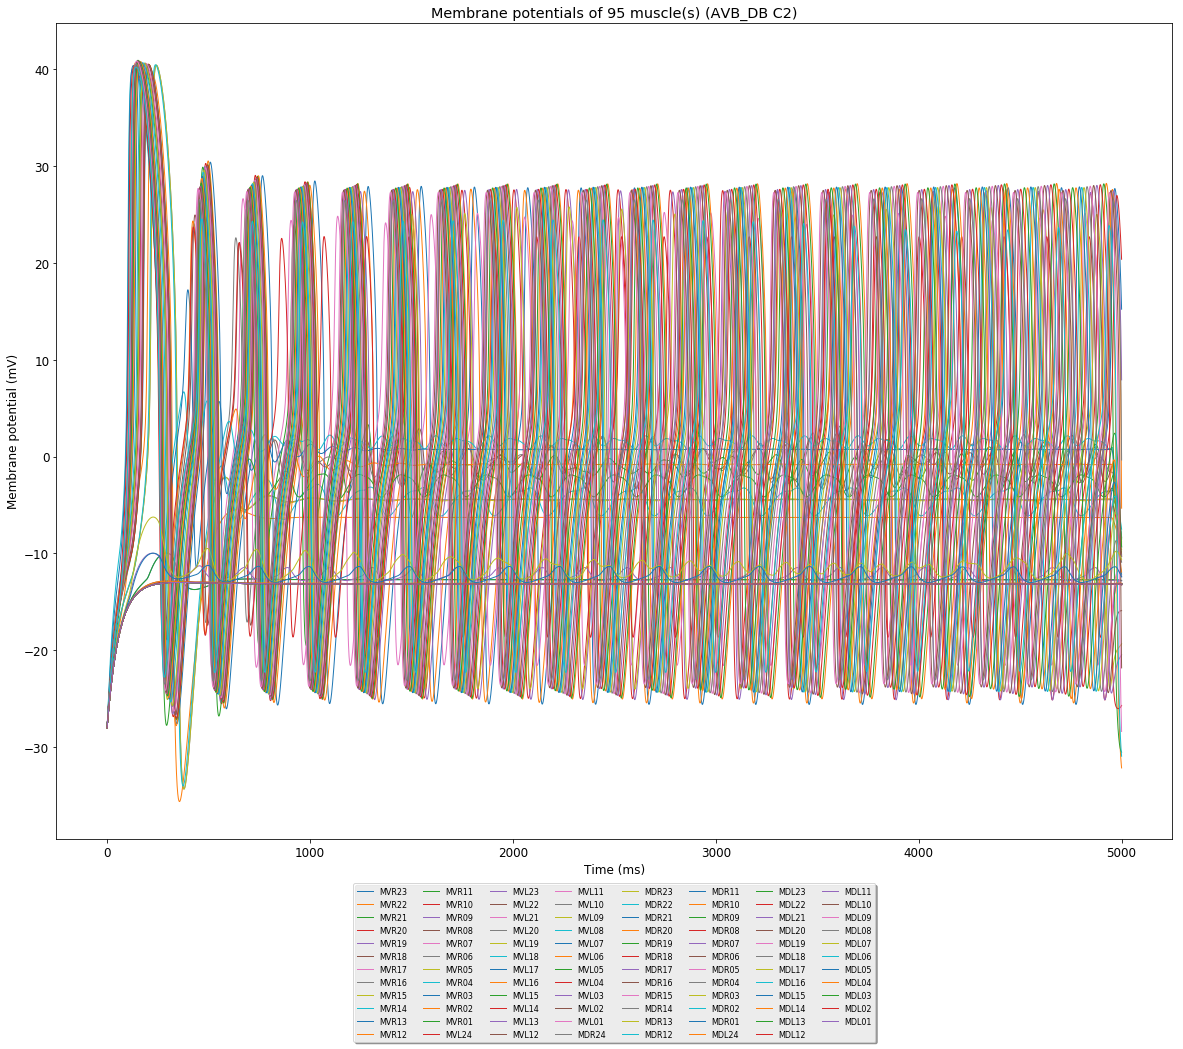 Membrane potentials of 95 muscle(s) (AVB_DB C2)
Membrane potential (mV)
40
30
20
10
0
−10
−20
−30
0 1000 2000 3000 4000 5000
Time (ms)
MVR23 MVR11 MVL23 MVL11 MDR23 MDR11 MDL23 MDL11
MVR22 MVR10 MVL22 MVL10 MDR22 MDR10 MDL22 MDL10
MVR21 MVR09 MVL21 MVL09 MDR21 MDR09 MDL21 MDL09
MVR20 MVR08 MVL20 MVL08 MDR20 MDR08 MDL20 MDL08
MVR19 MVR07 MVL19 MVL07 MDR19 MDR07 MDL19 MDL07
MVR18 MVR06 MVL18 MVL06 MDR18 MDR06 MDL18 MDL06
MVR17 MVR05 MVL17 MVL05 MDR17 MDR05 MDL17 MDL05
MVR16 MVR04 MVL16 MVL04 MDR16 MDR04 MDL16 MDL04
MVR15 MVR03 MVL15 MVL03 MDR15 MDR03 MDL15 MDL03
MVR14 MVR02 MVL14 MVL02 MDR13 MDR02 MDL14 MDL02
MVR13 MVR01 MVL13 MVL01 MDR13 MDR01 MDL13 MDL01
MVR12 MVL24 MVL12 MDR24 MDR12 MDL24 MDL12